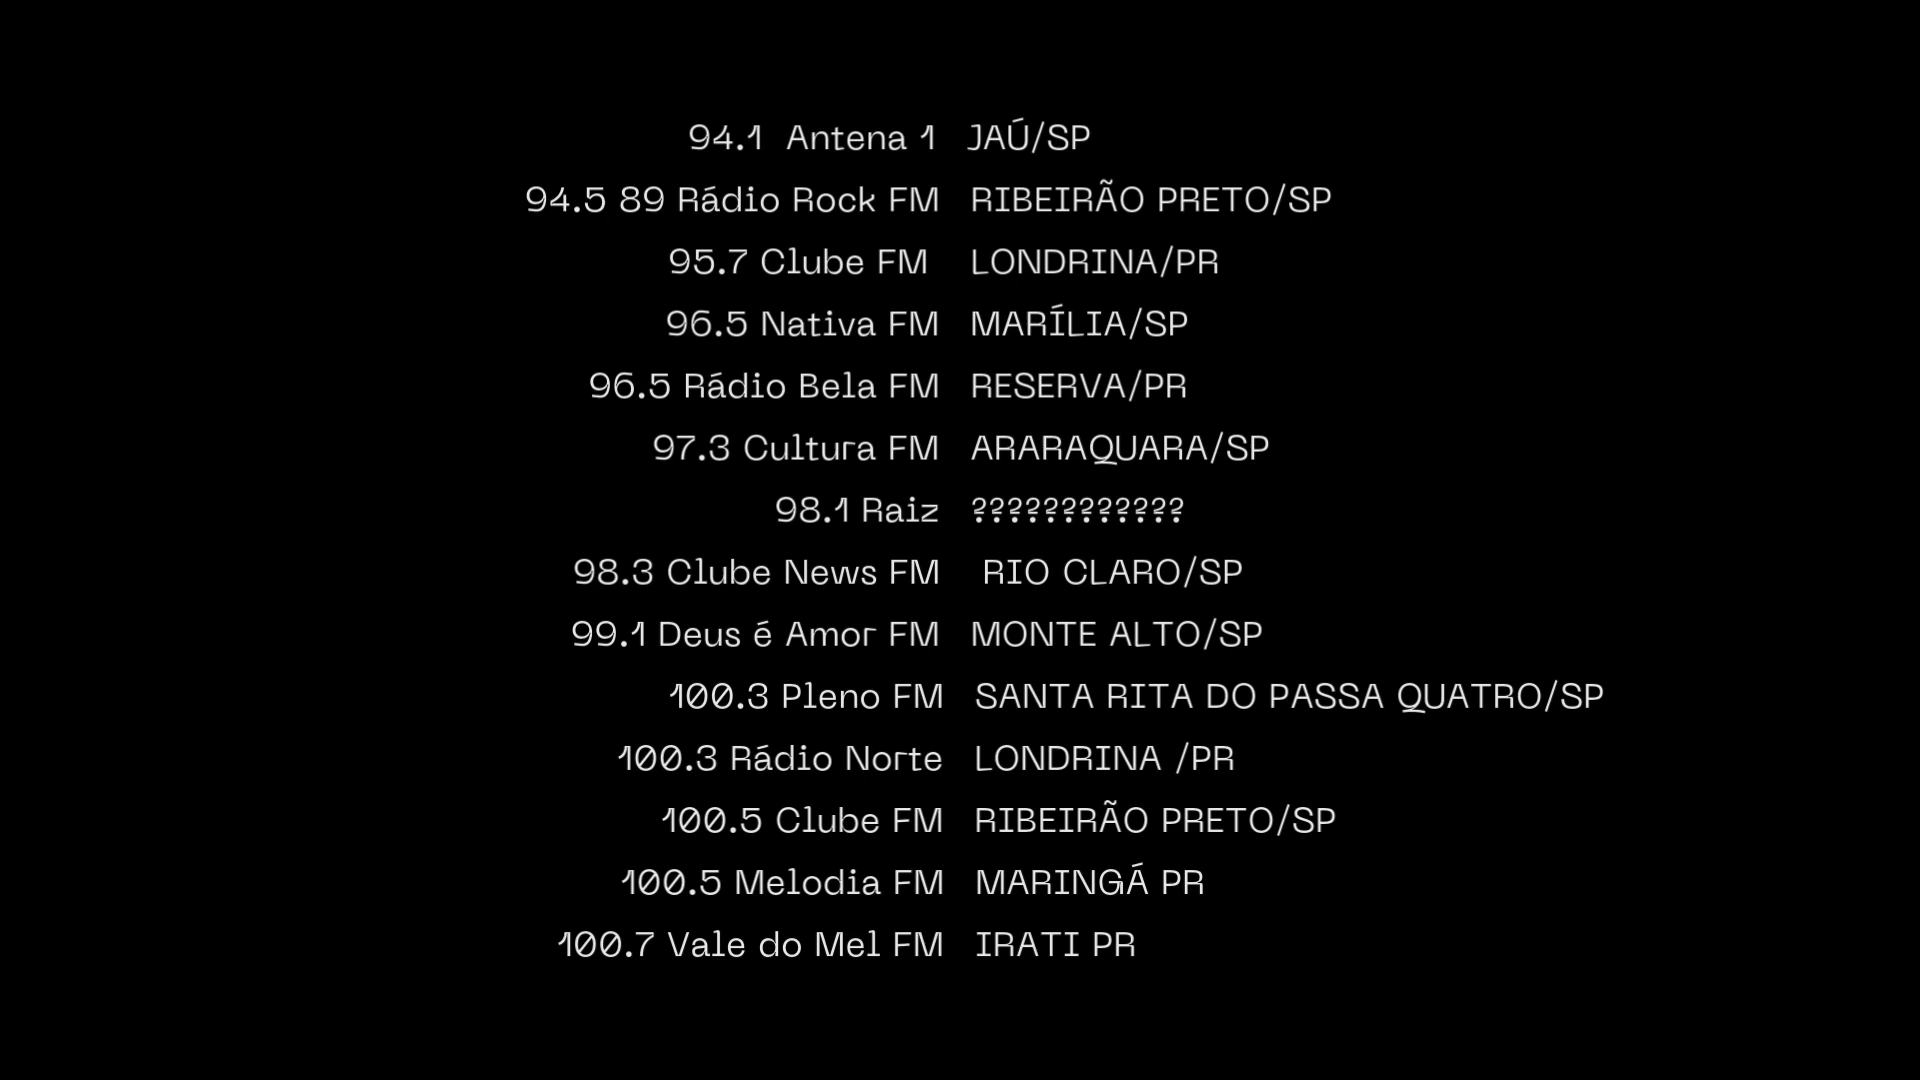 94.1 Antena 1 JAÚ/SP
94.5 89 Rádio Rock FM RIBEIRÃO PRETO/SP
95.7 Clube FM LONDRINA/PR
96.5 Nativa FM MARÍLIA/SP
96.5 Rádio Bela FM RESERVA/PR
97.3 Cultura FM ARARAQUARA/SP
98.1 Raiz ????????????
98.3 Clube News FM RIO CLARO/SP
99.1 Deus é Amor FM MONTE ALTO/SP
100.3 Pleno FM SANTA RITA DO PASSA QUATRO/SP
100.3 Rádio Norte LONDRINA /PR
100.5 Clube FM RIBEIRÃO PRETO/SP
100.5 Melodia FM MARINGÁ PR
100.7 Vale do Mel FM IRATI PR